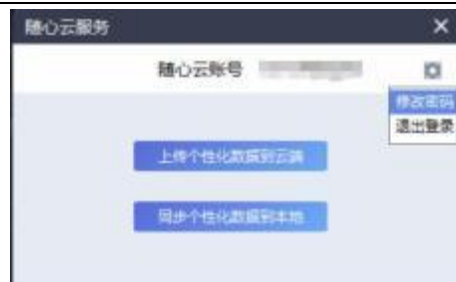 随心云服务
随心云账号
修改密码
退出登录
上传个性化数据到云端
同步个性化数据到本地